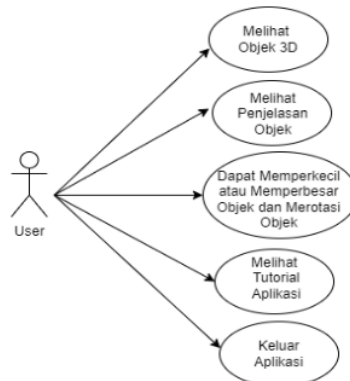 Melihat
Objek 3D
Melihat
Penjelasan
Objek
Dapat Memperkecil
atau Memperbesar
Objek dan Merotasi
Objek
User
Melihat
Tutorial
Aplikasi
Keluar
Aplikasi